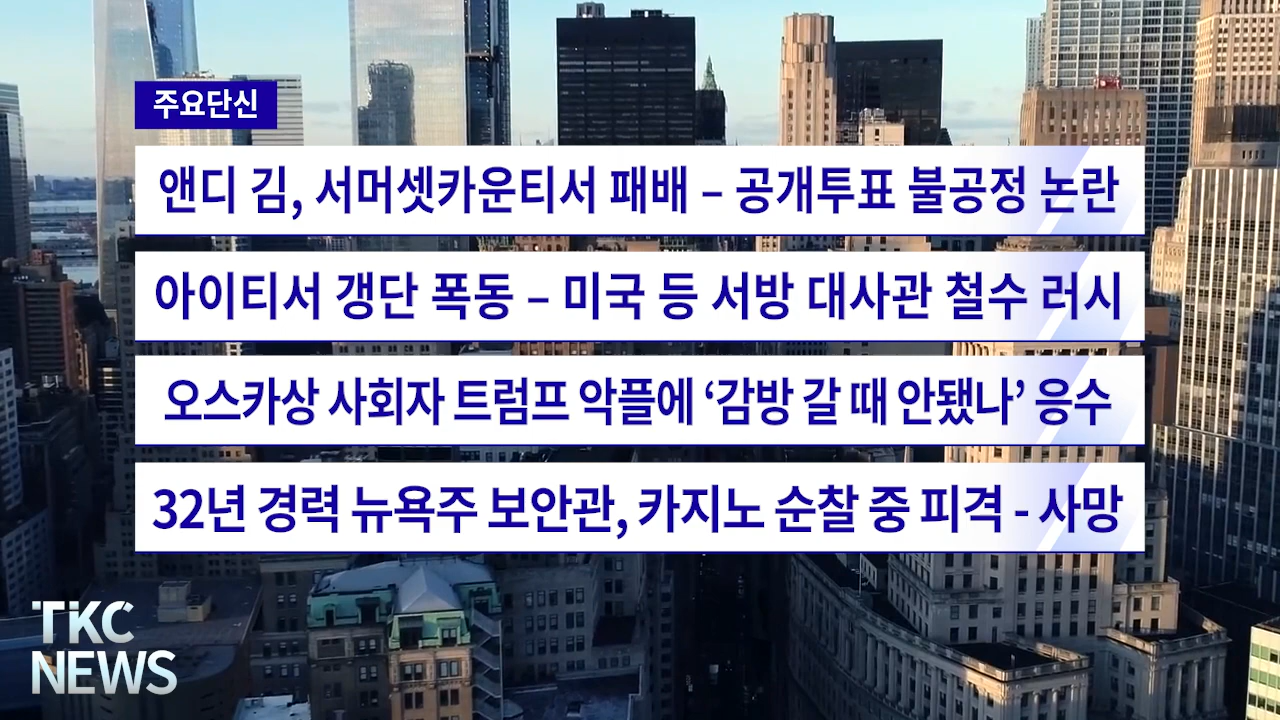 주요단신
앤디 김, 서머셋카운티서 패배 – 공개투표 불공정 논란
아이티서 갱단 폭동 – 미국 등 서방 대사관 철수 러시
오스카상 사회자 트럼프 악플에 ‘감방 갈 때 안됐나’ 응수
32년 경력 뉴욕주 보안관, 카지노 순찰 중 피격 - 사망
TKC
NEWS